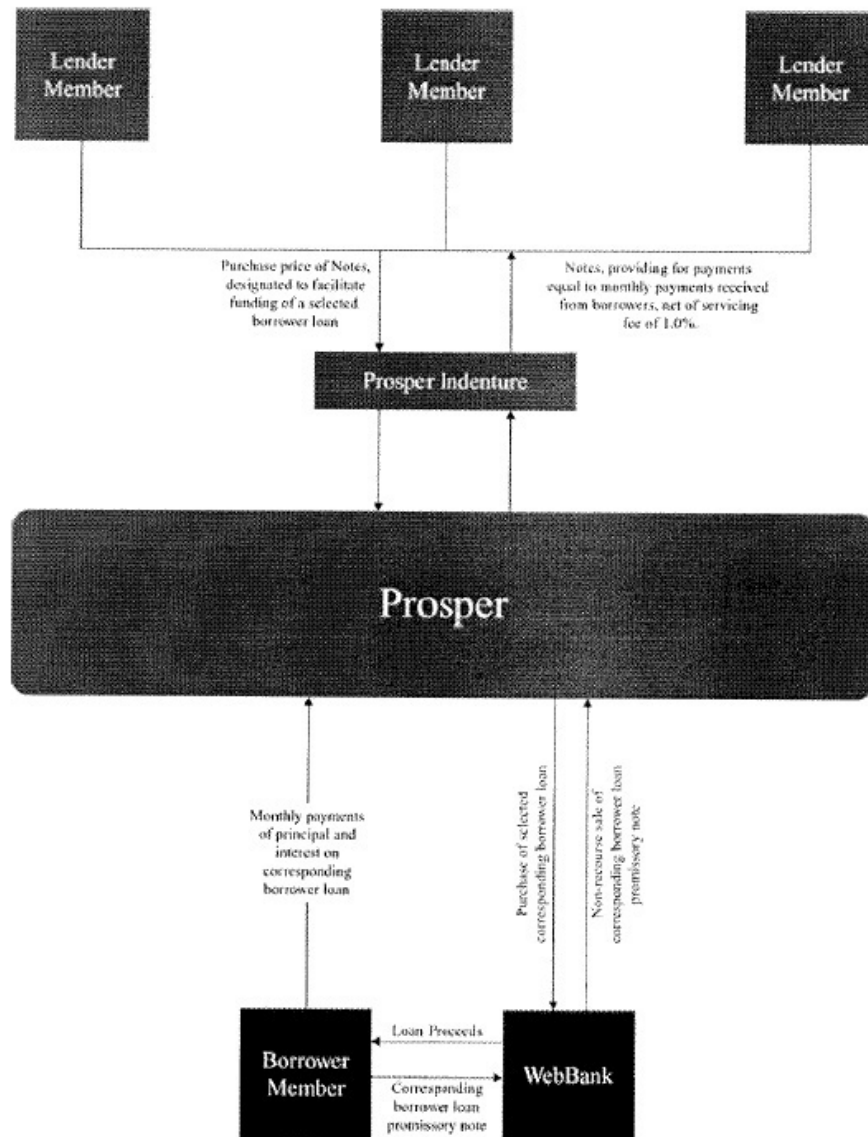 Lender
Member
Lender
Member
Lender
Member
Purchase price of Notes,
designated to facilitate
funding of a selected
borrower loan
Notes, providing for payments
equal to monthly payments received
from borrowers, net of servicing
fee of 1.0%.
Prosper Indenture
Prosper
Monthly payments
of principal and
interest on
corresponding
borrower loan
Purchase of selected
corresponding borrower loan
Non-recourse sale of
corresponding borrower loan
promissory note
Borrower
Member
Loan Proceeds
Corresponding
borrower loan
promissory note
WebBank